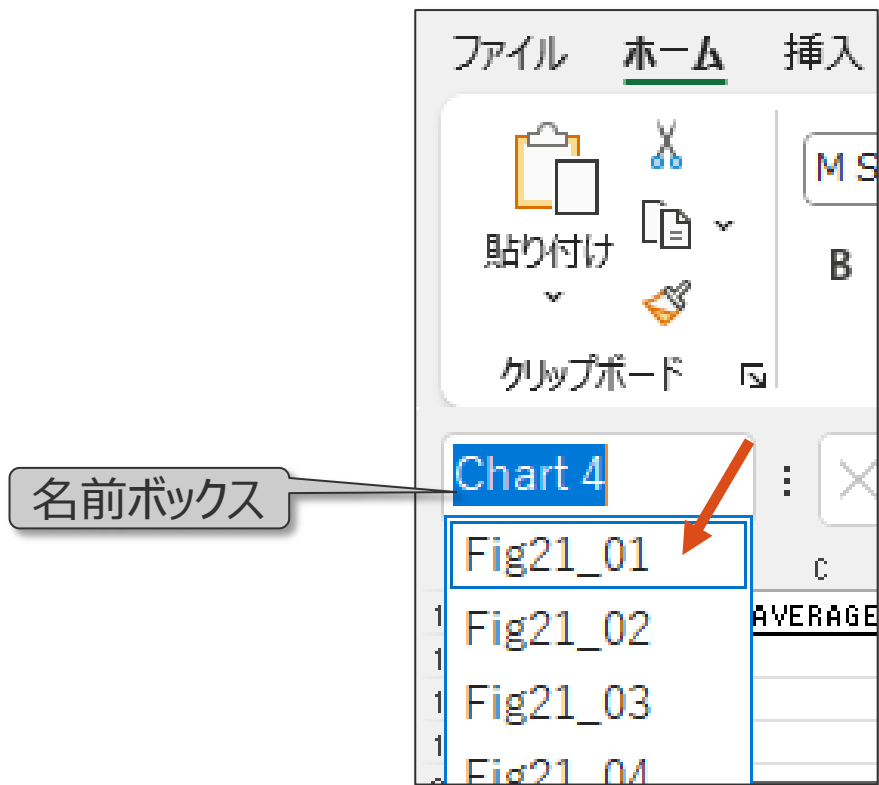 ファイル ホーム 挿入
M S
貼り付け
B
クリップボード
名前ボックス
Chart 4
Fig21_01
C
Fig21_02
AVERAGE
Fig21_03
Fig21_04